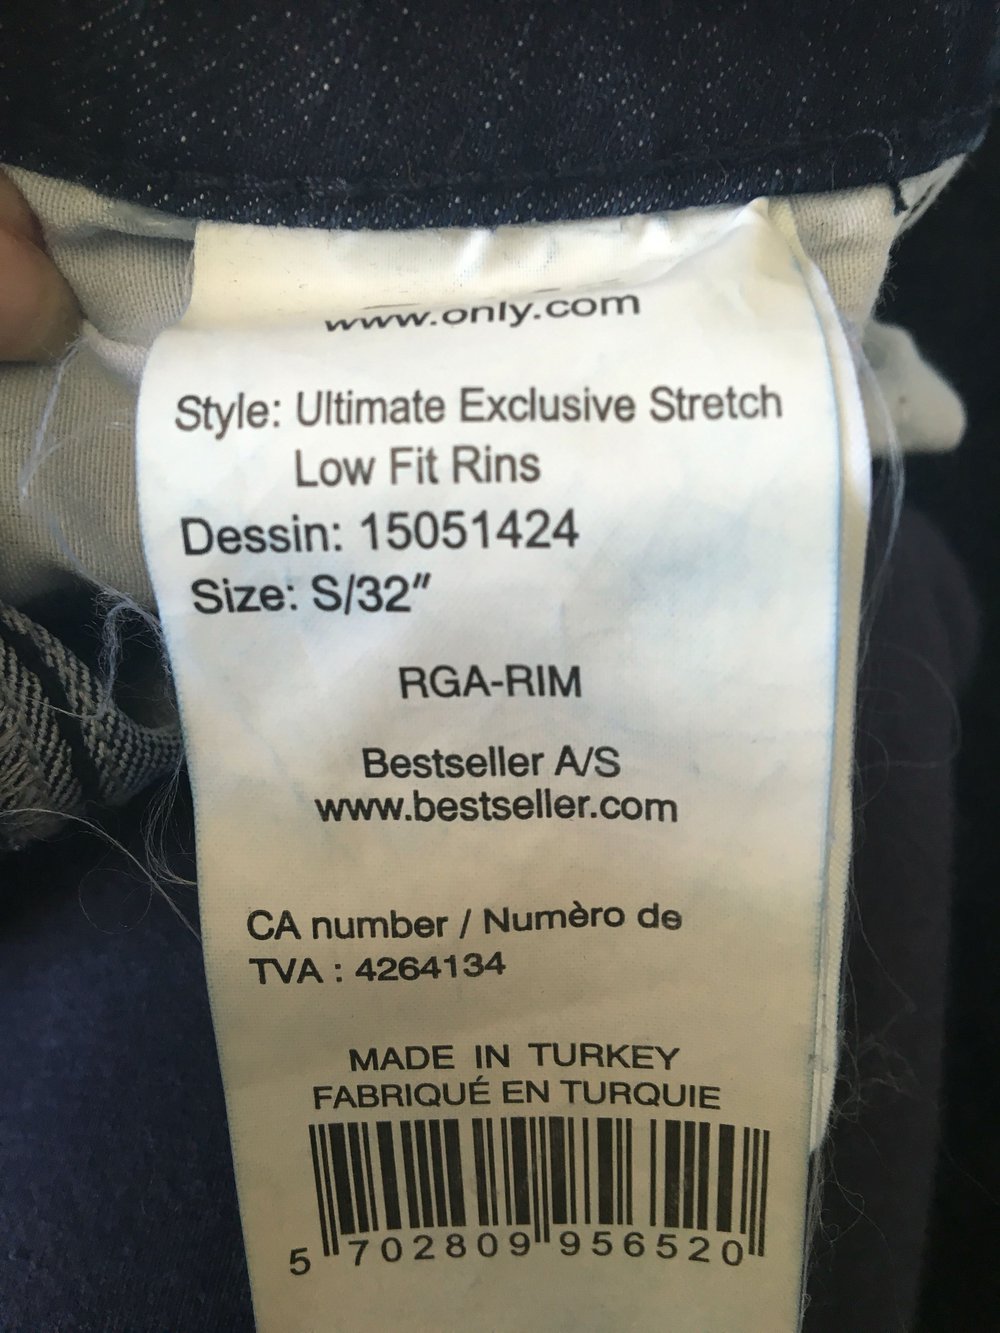 www.only.com
Style: Ultimate Exclusive Stretch
Low Fit Rins
Dessin: 15051424
Size: S/32"
RGA-RIM
Bestseller A/S
www.bestseller.com
CA number / Numèro de
TVA : 4264134
MADE IN TURKEY
FABRIQUÉ EN TURQUIE
5 702809 956520